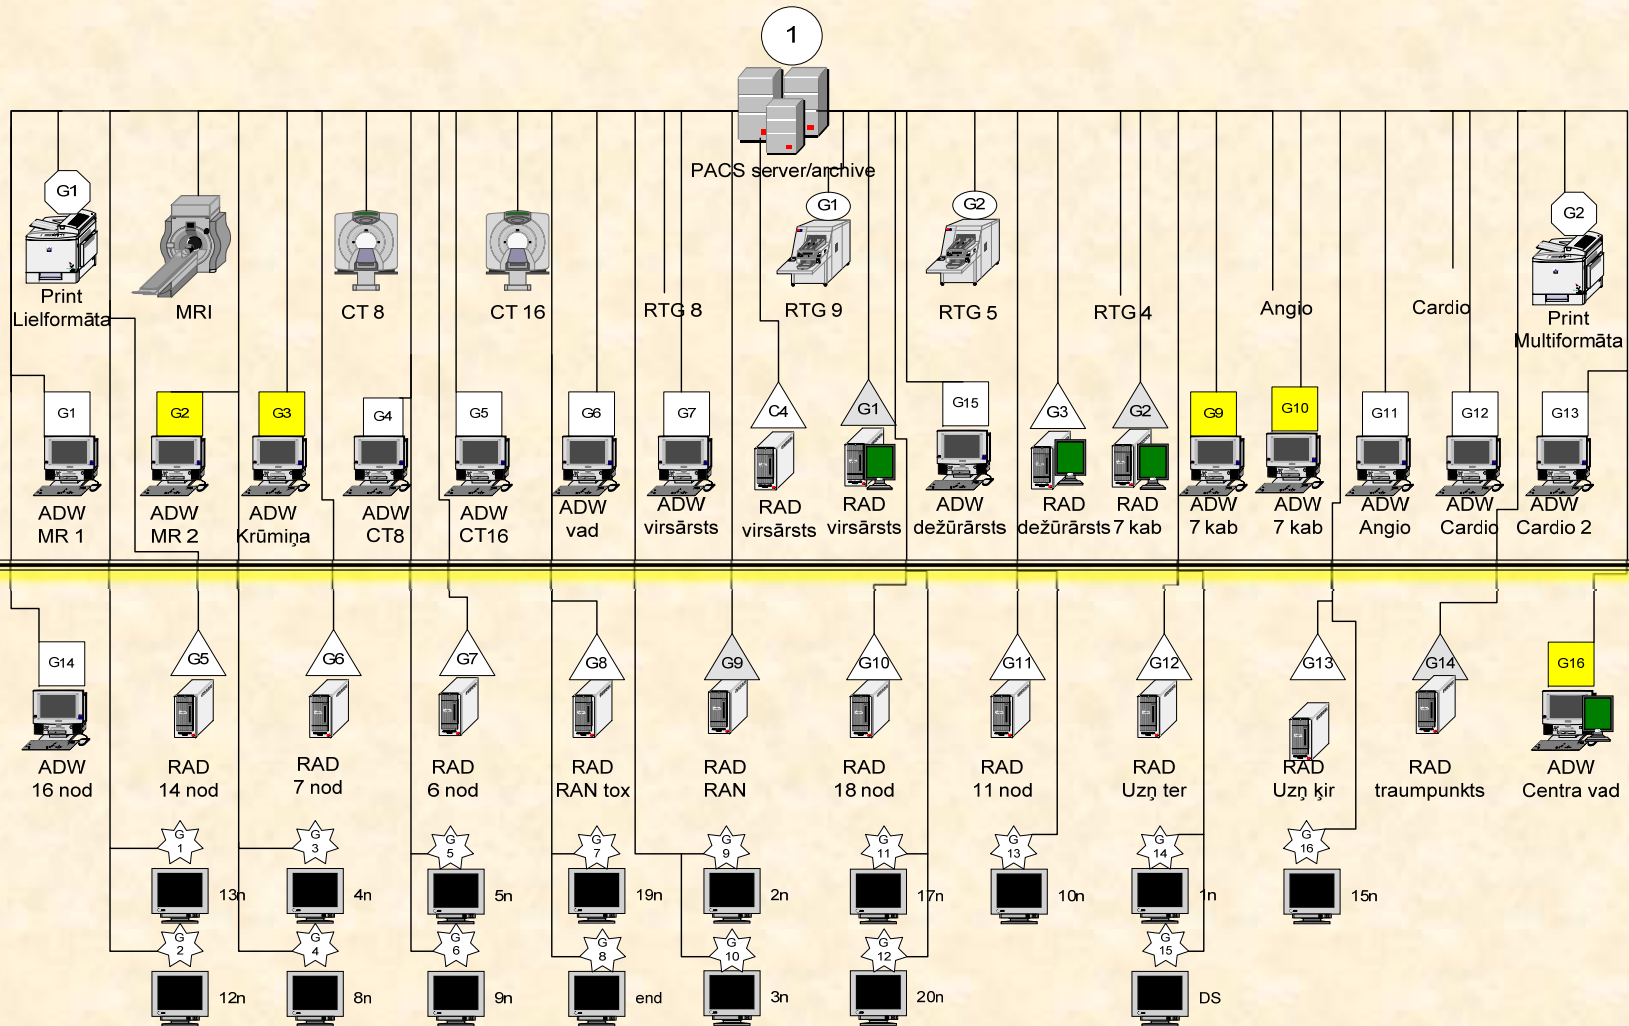 1
PACS server/archive
G1
G1
G2
G2
Print
Lielformāta
MRI
CT 8
CT 16
RTG 8
RTG 9
RTG 5
RTG 4
Angio
Cardio
Print
Multiformāta
G1
G2
G3
G4
G5
G6
G7
C4
G1
G15
G3
G2
G9
G10
G11
G12
G13
ADW
MR 1
ADW
MR 2
ADW
Krūmiņa
ADW
CT8
ADW
CT16
ADW
vad
ADW
virsārsts
RAD
virsārsts
RAD
virsārsts
ADW
dežūrārsts
RAD
dežūrārsts
RAD
7 kab
ADW
7 kab
ADW
7 kab
ADW
Angio
ADW
Cardio
ADW
Cardio 2
G14
G5
G6
G7
G8
G9
G10
G11
G12
G13
G14
G16
ADW
16 nod
RAD
14 nod
RAD
7 nod
RAD
6 nod
RAD
RAN tox
RAD
RAN
RAD
18 nod
RAD
11 nod
RAD
Uzņ ter
RAD
Uzņ ķir
RAD
traumpunkts
ADW
Centra vad
G
1
G
3
G
5
G
7
G
9
G
11
G
13
G
14
G
16
13n
4n
5n
19n
2n
17n
10n
1n
15n
G
2
G
4
G
6
G
8
G
10
G
12
G
15
12n
8n
9n
end
3n
20n
DS